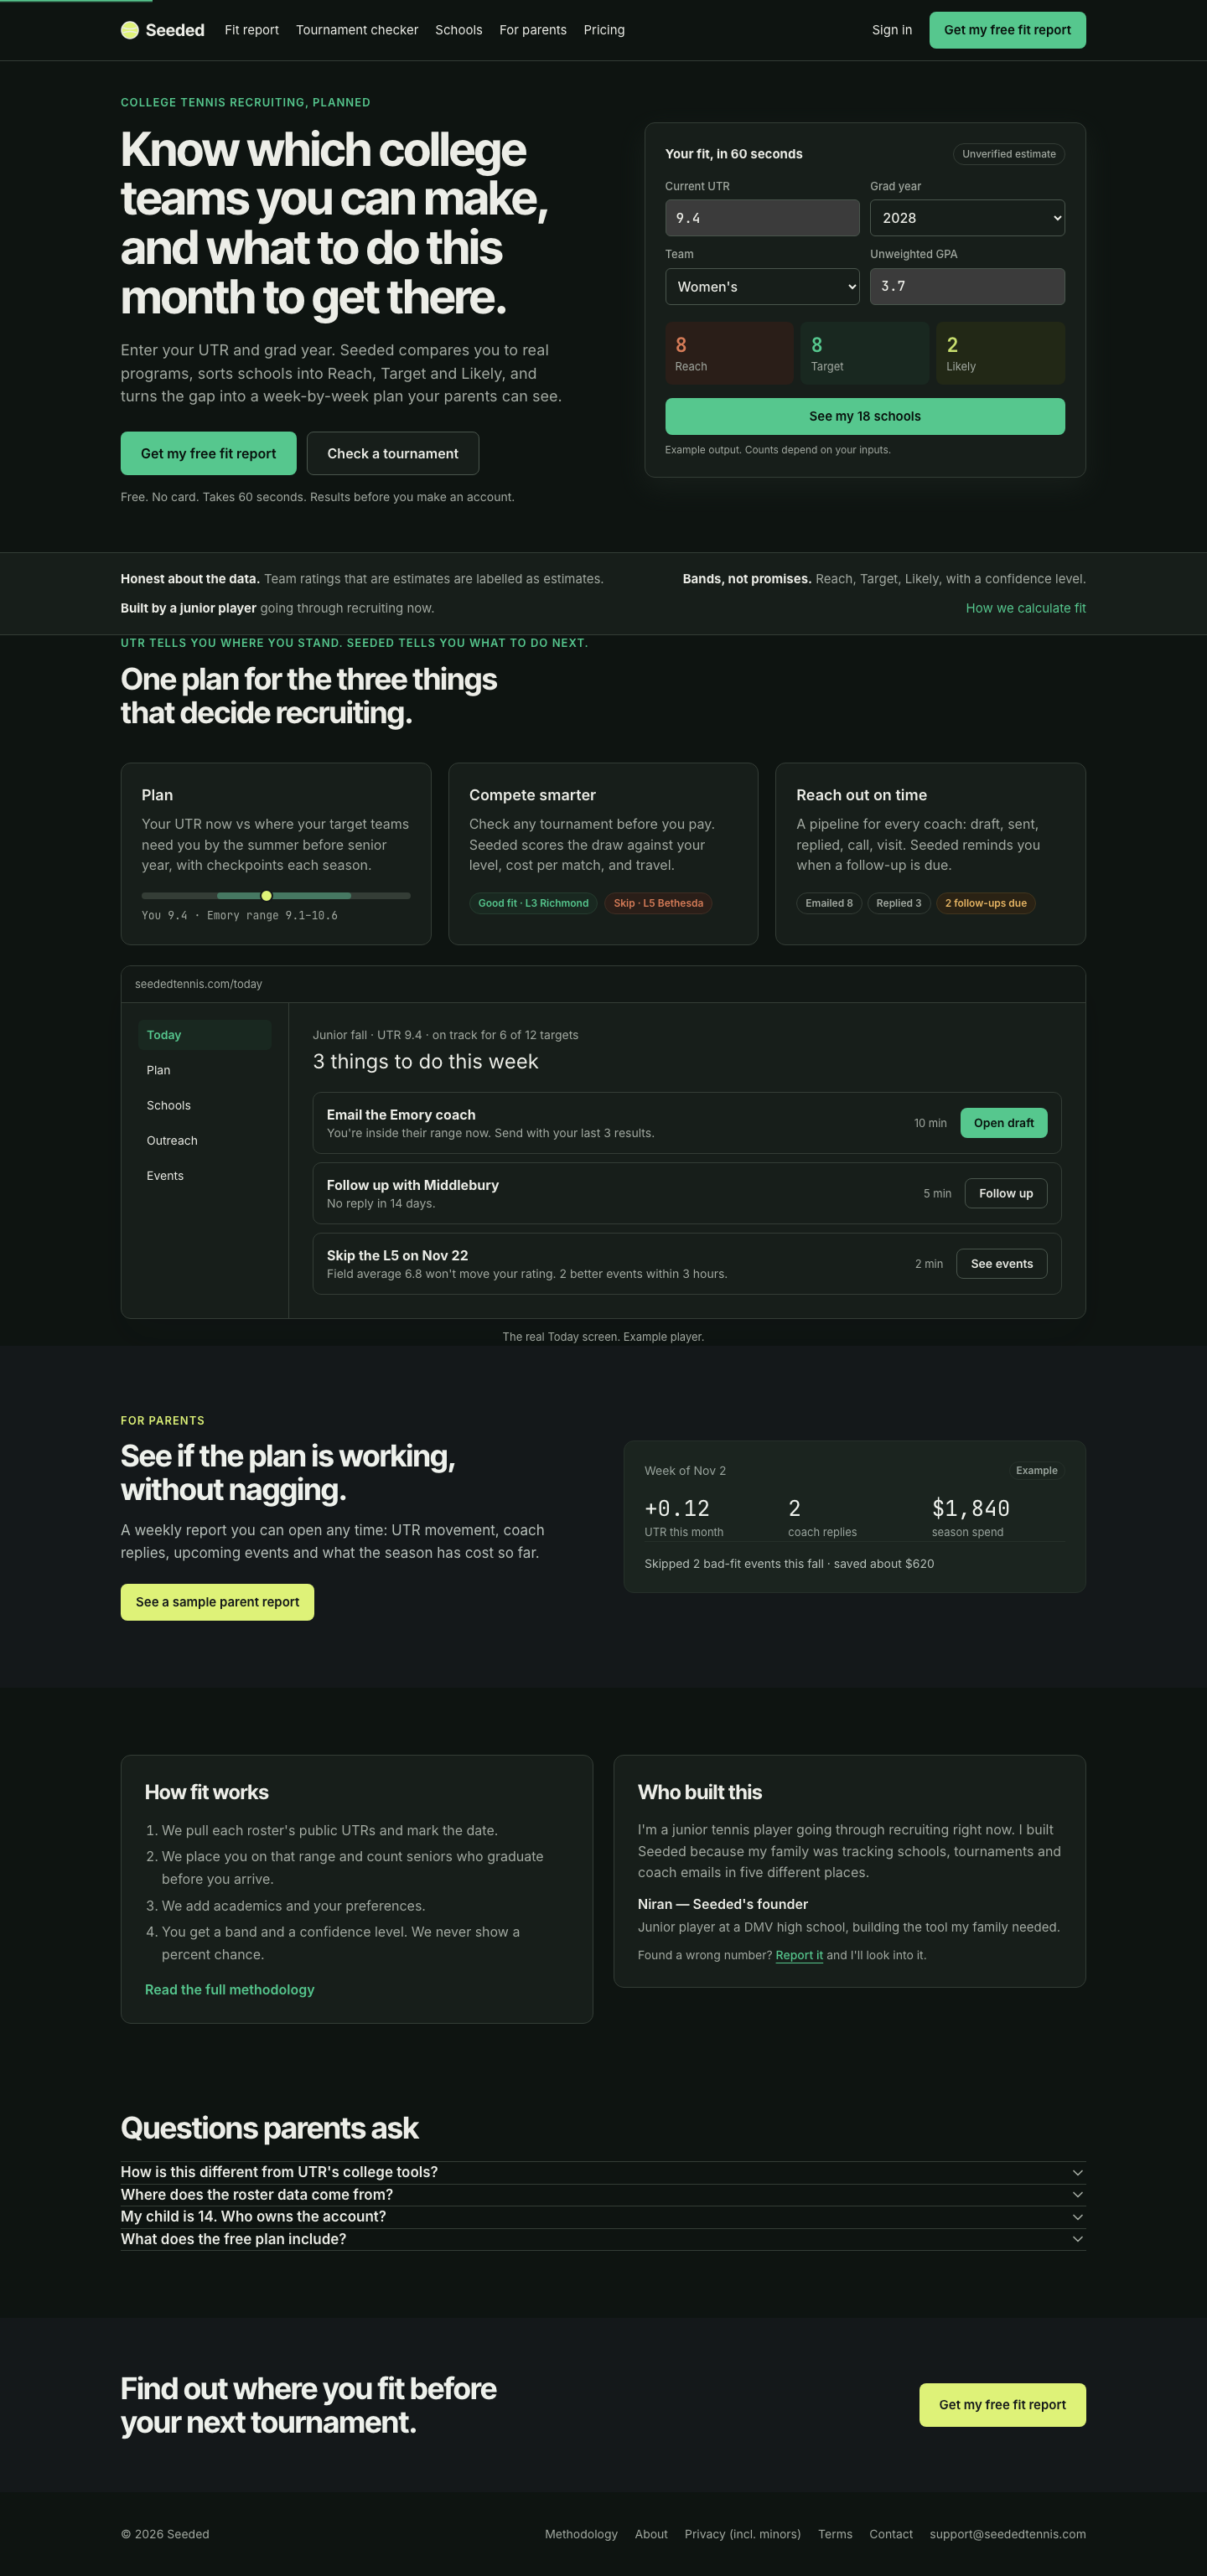 Seeded
Fit report
Tournament checker
Schools
For parents
Pricing
Sign in
Get my free fit report
COLLEGE TENNIS RECRUITING, PLANNED
Know which college
teams you can make,
and what to do this
month to get there.
Enter your UTR and grad year. Seeded compares you to real
programs, sorts schools into Reach, Target and Likely, and
turns the gap into a week-by-week plan your parents can see.
Get my free fit report
Check a tournament
Free. No card. Takes 60 seconds. Results before you make an account.
Your fit, in 60 seconds
Unverified estimate
Current UTR
Grad year
9.4
2028
Team
Unweighted GPA
Women's
3.7
8
Reach
8
Target
2
Likely
See my 18 schools
Example output. Counts depend on your inputs.
Honest about the data. Team ratings that are estimates are labelled as estimates.
Bands, not promises. Reach, Target, Likely, with a confidence level.
Built by a junior player going through recruiting now.
How we calculate fit
UTR TELLS YOU WHERE YOU STAND. SEEDED TELLS YOU WHAT TO DO NEXT.
One plan for the three things
that decide recruiting.
Plan
Your UTR now vs where your target teams
need you by the summer before senior
year, with checkpoints each season.
You 9.4 · Emory range 9.1–10.6
Compete smarter
Check any tournament before you pay.
Seeded scores the draw against your
level, cost per match, and travel.
Good fit · L3 Richmond
Skip · L5 Bethesda
Reach out on time
A pipeline for every coach: draft, sent,
replied, call, visit. Seeded reminds you
when a follow-up is due.
Emailed 8
Replied 3
2 follow-ups due
seededtennis.com/today
Today
Plan
Schools
Outreach
Events
Junior fall · UTR 9.4 · on track for 6 of 12 targets
3 things to do this week
Email the Emory coach
You're inside their range now. Send with your last 3 results.
10 min
Open draft
Follow up with Middlebury
No reply in 14 days.
5 min
Follow up
Skip the L5 on Nov 22
Field average 6.8 won't move your rating. 2 better events within 3 hours.
2 min
See events
The real Today screen. Example player.
FOR PARENTS
See if the plan is working,
without nagging.
A weekly report you can open any time: UTR movement, coach
replies, upcoming events and what the season has cost so far.
See a sample parent report
Week of Nov 2
Example
+0.12
UTR this month
2
coach replies
$1,840
season spend
Skipped 2 bad-fit events this fall · saved about $620
How fit works
1. We pull each roster's public UTRs and mark the date.
2. We place you on that range and count seniors who graduate
before you arrive.
3. We add academics and your preferences.
4. You get a band and a confidence level. We never show a
percent chance.
Read the full methodology
Who built this
I'm a junior tennis player going through recruiting right now. I built
Seeded because my family was tracking schools, tournaments and
coach emails in five different places.
Niran — Seeded's founder
Junior player at a DMV high school, building the tool my family needed.
Found a wrong number? Report it and I'll look into it.
Questions parents ask
How is this different from UTR's college tools?
Where does the roster data come from?
My child is 14. Who owns the account?
What does the free plan include?
Find out where you fit before
your next tournament.
Get my free fit report
© 2026 Seeded
Methodology
About
Privacy (incl. minors)
Terms
Contact
support@seededtennis.com